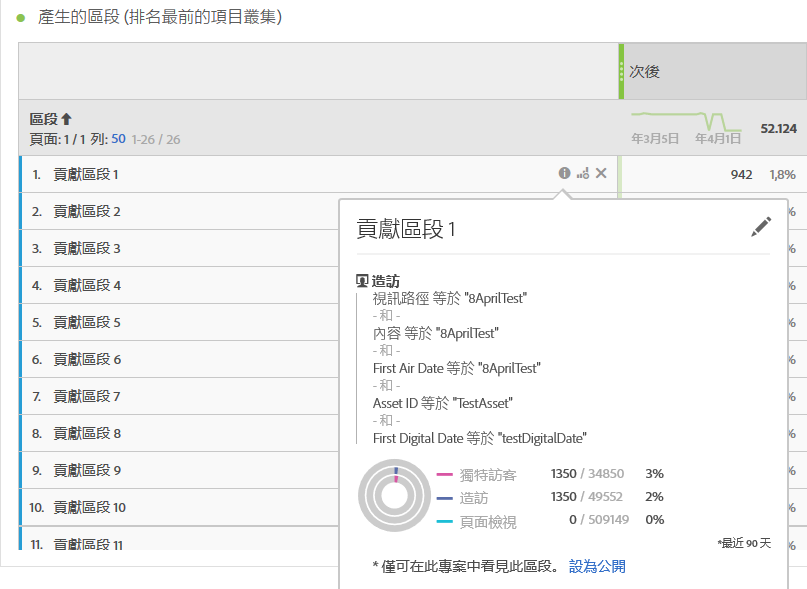 產生的區段 (排名最前的項目叢集)
次後
區段
頁面: 1 / 1 列: 50 1-26 / 26
年3月5日 年4月1日
52.124
1. 貢獻區段 1 942 1,8%
2. 貢獻區段 2 %
3. 貢獻區段 3 %
4. 貢獻區段 4 %
5. 貢獻區段 5 %
6. 貢獻區段 6 %
7. 貢獻區段 7 %
8. 貢獻區段 8 %
9. 貢獻區段 9 %
10. 貢獻區段 10 %
11. 貢獻區段 11 %
貢獻區段 1
造訪
視訊路徑 等於 "8AprilTest"
- 和 -
內容 等於 "8AprilTest"
- 和 -
First Air Date 等於 "8AprilTest"
- 和 -
Asset ID 等於 "TestAsset"
- 和 -
First Digital Date 等於 "testDigitalDate"
獨特訪客 1350 / 34850 3%
造訪 1350 / 49552 2%
頁面檢視 0 / 509149 0%
*最近 90 天
* 僅可在此專案中看見此區段。 設為公開